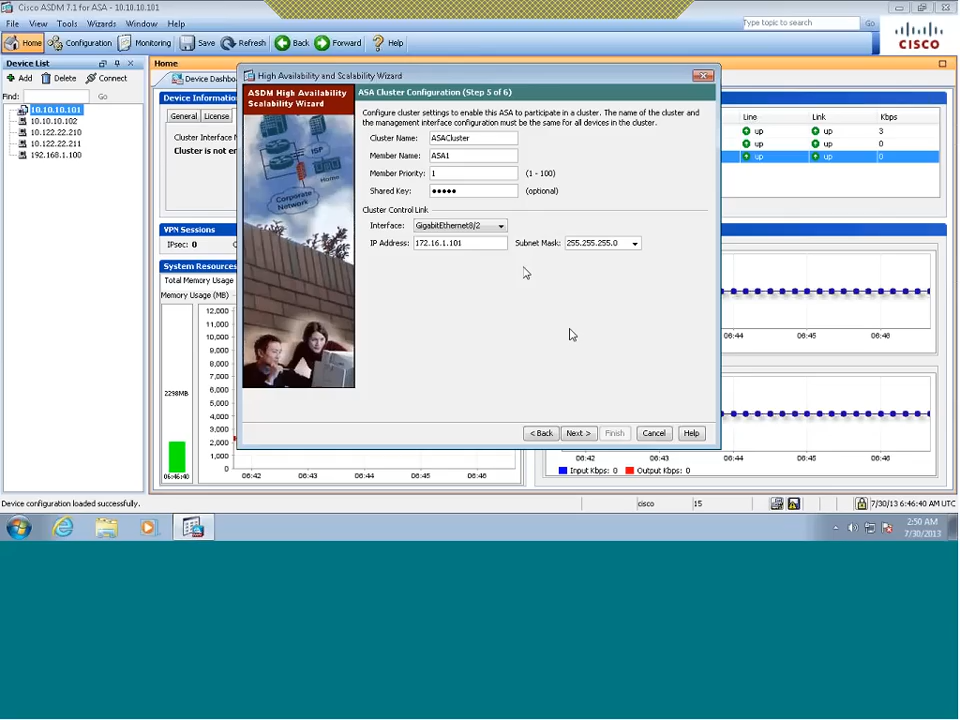 Cisco ASDM 7.1 for ASA - 10.10.10.101
File View Tools Wizards Window Help
Type topic to search Go
Home Configuration Monitoring Save Refresh Back Forward Help
CISCO
Device List
Add Delete Connect
Find: Go
10.10.10.101
10.10.10.102
10.122.22.210
10.122.22.211
192.168.1.100
Home
Device Dashbo
Device Informatio
General License
Cluster Interface M
Cluster is not en
VPN Sessions
IPsec: 0
System Resources
Total Memory Usage
Memory Usage (MB)
12,000
11,000
10,000
9,000
8,000
7,000
6,000
5,000
4,000
3,000
2,000
1,000
0
2298MB
06:46:40
06:42 06:43 06:44 06:45 06:46
High Availability and Scalability Wizard
ASDM High Availability
Scalability Wizard
ISP
Home
Corporate
Network
ASA Cluster Configuration (Step 5 of 6)
Configure cluster settings to enable this ASA to participate in a cluster. The name of the cluster and
the management interface configuration must be the same for all devices in the cluster.
Cluster Name: ASACluster
Member Name: ASA1
Member Priority: 1 (1 - 100)
Shared Key: ●●●●● (optional)
Cluster Control Link
Interface: GigabitEthernet8/2
IP Address: 172.16.1.101 Subnet Mask: 255.255.255.0
< Back Next > Finish Cancel Help
Line Link Kbps
up up 3
up up 0
up up 0
06:44 06:45 06:46
06:42 06:43 06:44 06:45 06:46
Input Kbps: 0 Output Kbps: 0
Device configuration loaded successfully.
cisco 15 7/30/13 6:46:40 AM UTC
2:50 AM
7/30/2013